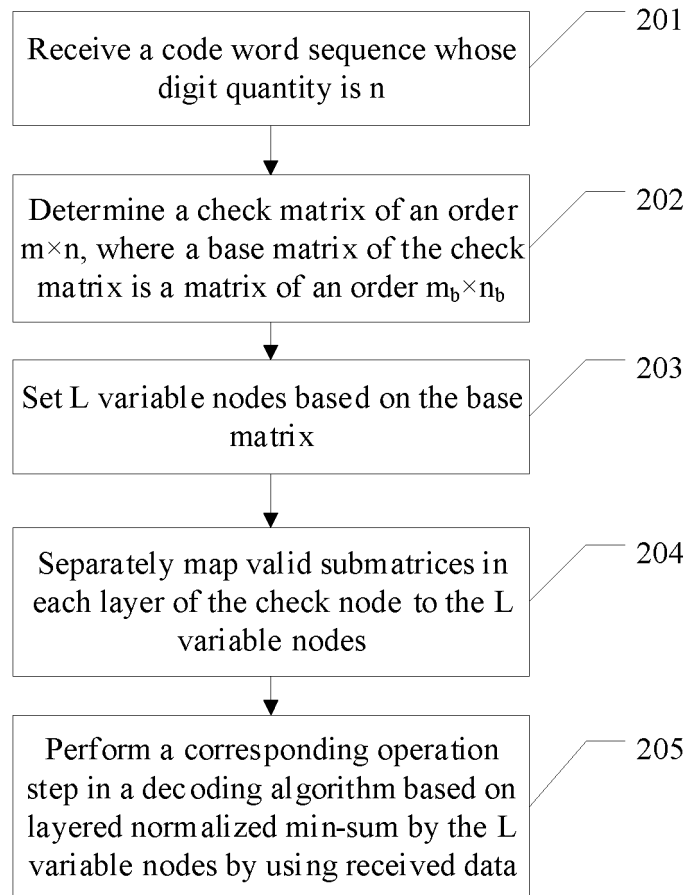 Receive a code word sequence whose
digit quantity is n
201
Determine a check matrix of an order
m×n, where a base matrix of the check
matrix is a matrix of an order m_b×n_b
202
Set L variable nodes based on the base
matrix
203
Separately map valid submatrices in
each layer of the check node to the L
variable nodes
204
Perform a corresponding operation
step in a decoding algorithm based on
layered normalized min-sum by the L
variable nodes by using received data
205